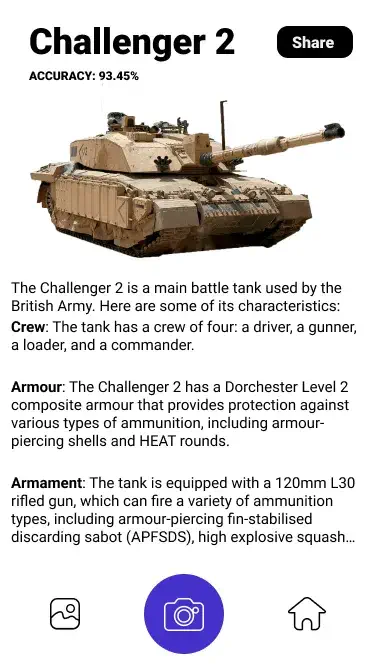 Challenger 2
Share
ACCURACY: 93.45%
The Challenger 2 is a main battle tank used by the
British Army. Here are some of its characteristics:
Crew: The tank has a crew of four: a driver, a gunner,
a loader, and a commander.
Armour: The Challenger 2 has a Dorchester Level 2
composite armour that provides protection against
various types of ammunition, including armour-
piercing shells and HEAT rounds.
Armament: The tank is equipped with a 120mm L30
rifled gun, which can fire a variety of ammunition
types, including armour-piercing fin-stabilised
discarding sabot (APFSDS), high explosive squash…